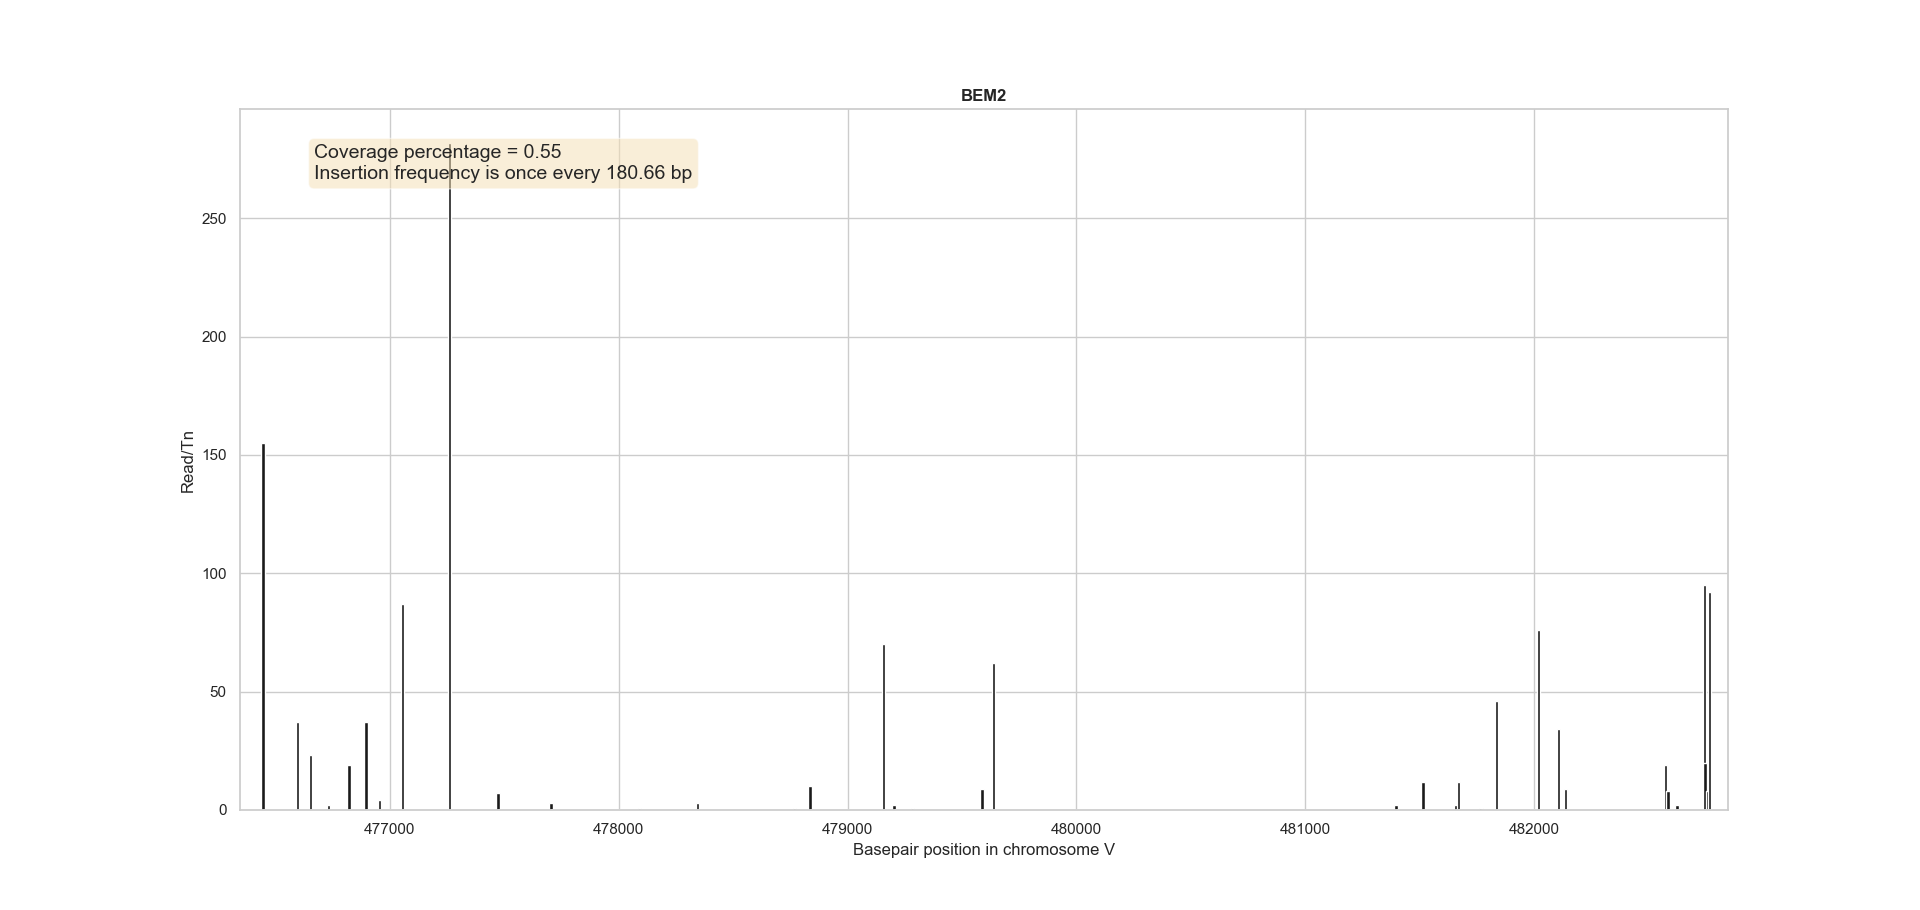 BEM2
Coverage percentage = 0.55
Insertion frequency is once every 180.66 bp
250
200
150
100
50
0
Read/Tn
477000 478000 479000 480000 481000 482000
Basepair position in chromosome V